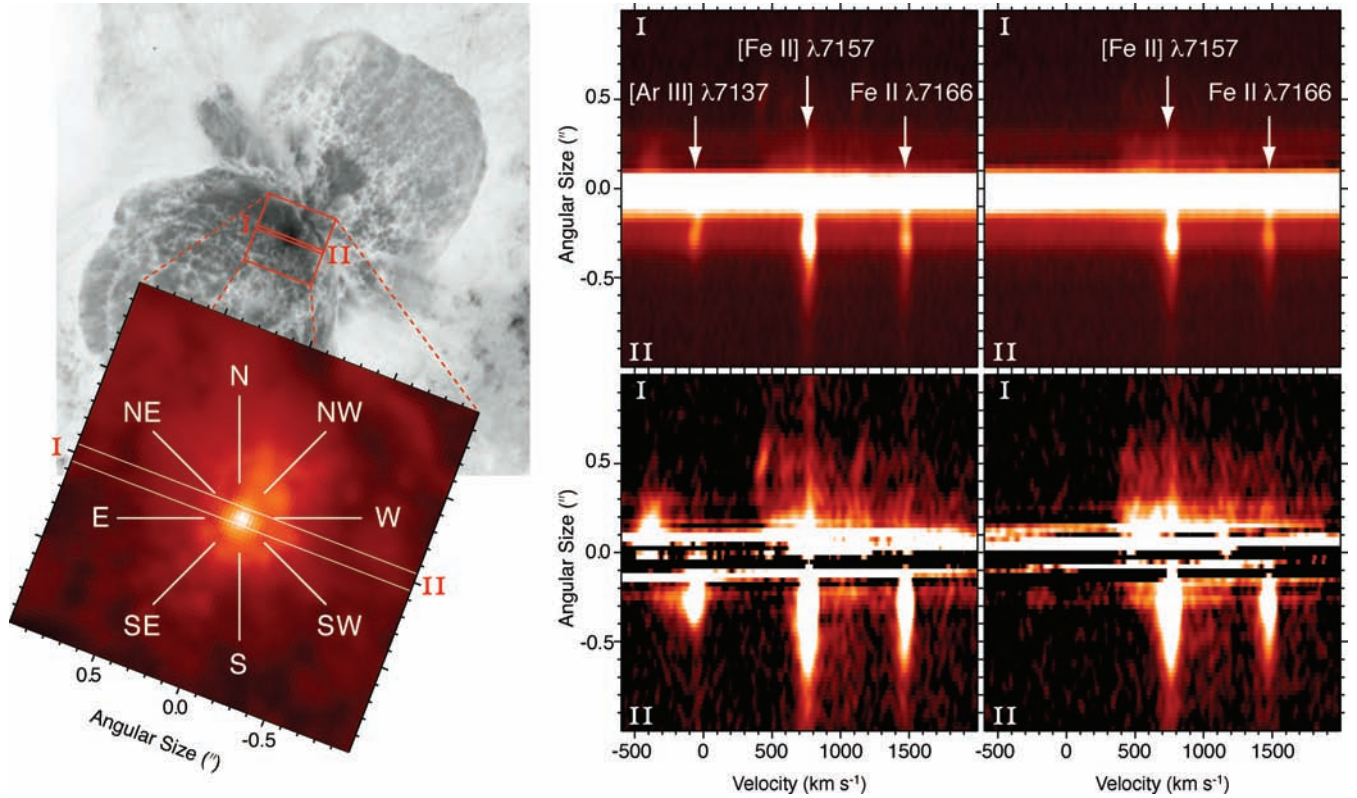 I
II
N
NE
NW
I
E
W
II
SE
SW
S
0.5
0.0
-0.5
Angular Size (″)
I
[Fe II] λ7157
[Ar III] λ7137
Fe II λ7166
II
I
[Fe II] λ7157
Fe II λ7166
II
0.5
0.0
-0.5
Angular Size (″)
I
II
I
II
0.5
0.0
-0.5
Angular Size (″)
-500
0
500
1000
1500
Velocity (km s⁻¹)
-500
0
500
1000
1500
Velocity (km s⁻¹)